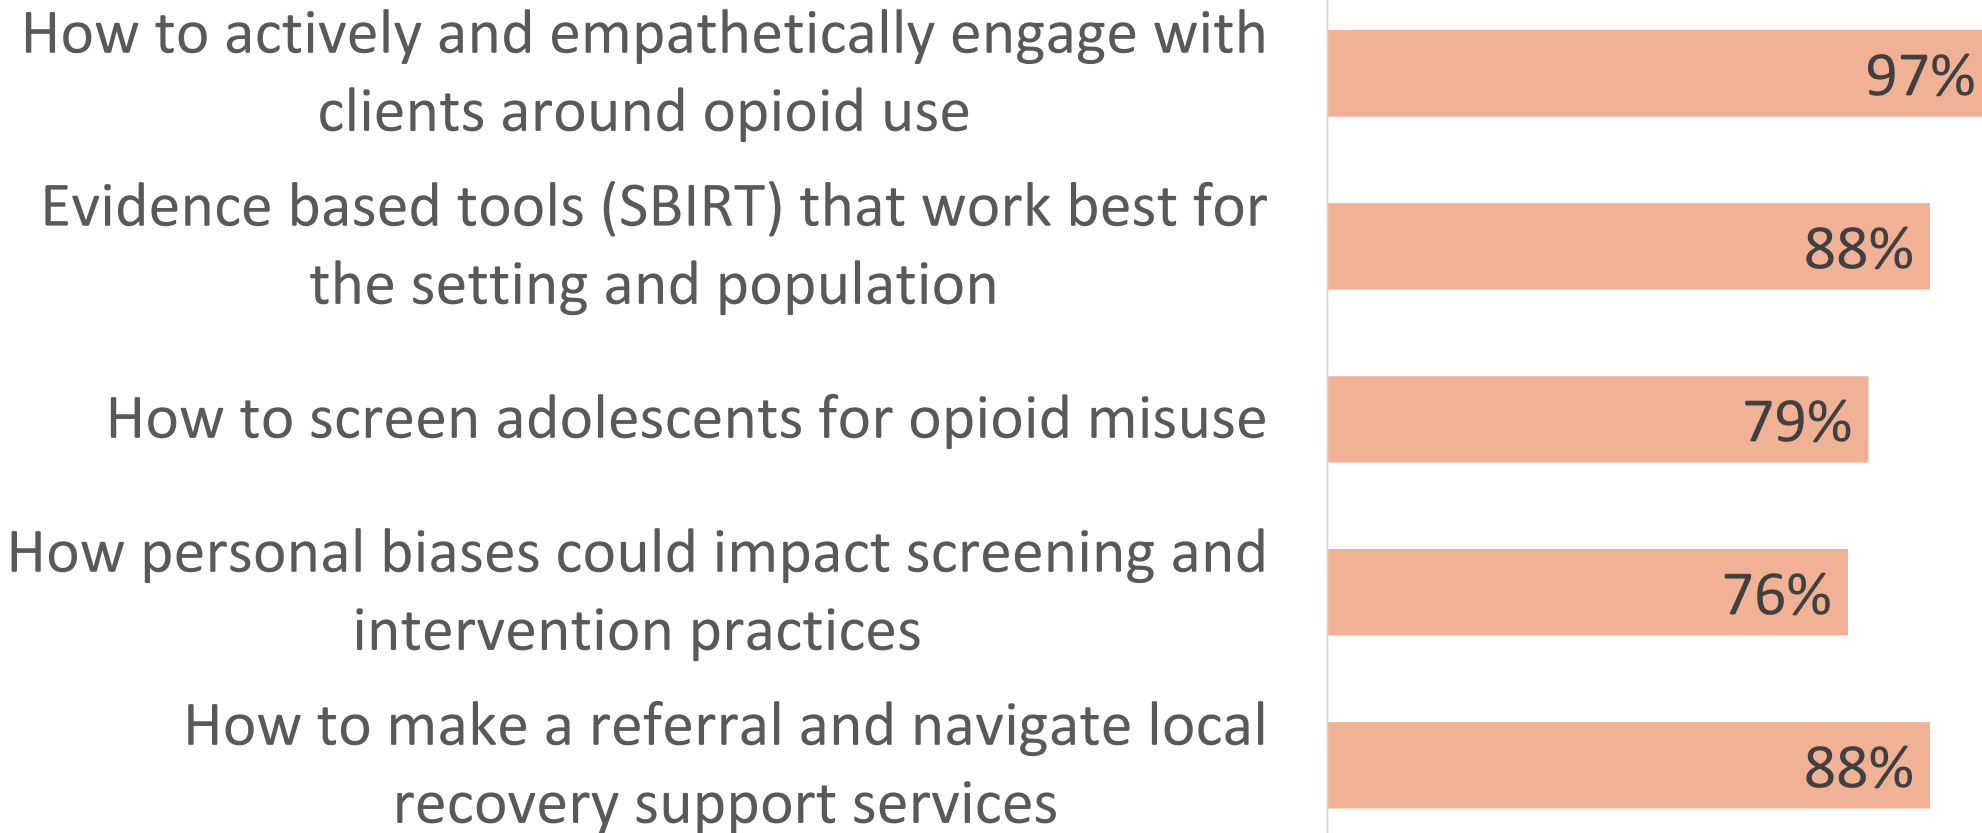 How to actively and empathetically engage with
clients around opioid use
97%
Evidence based tools (SBIRT) that work best for
the setting and population
88%
How to screen adolescents for opioid misuse
79%
How personal biases could impact screening and
intervention practices
76%
How to make a referral and navigate local
recovery support services
88%